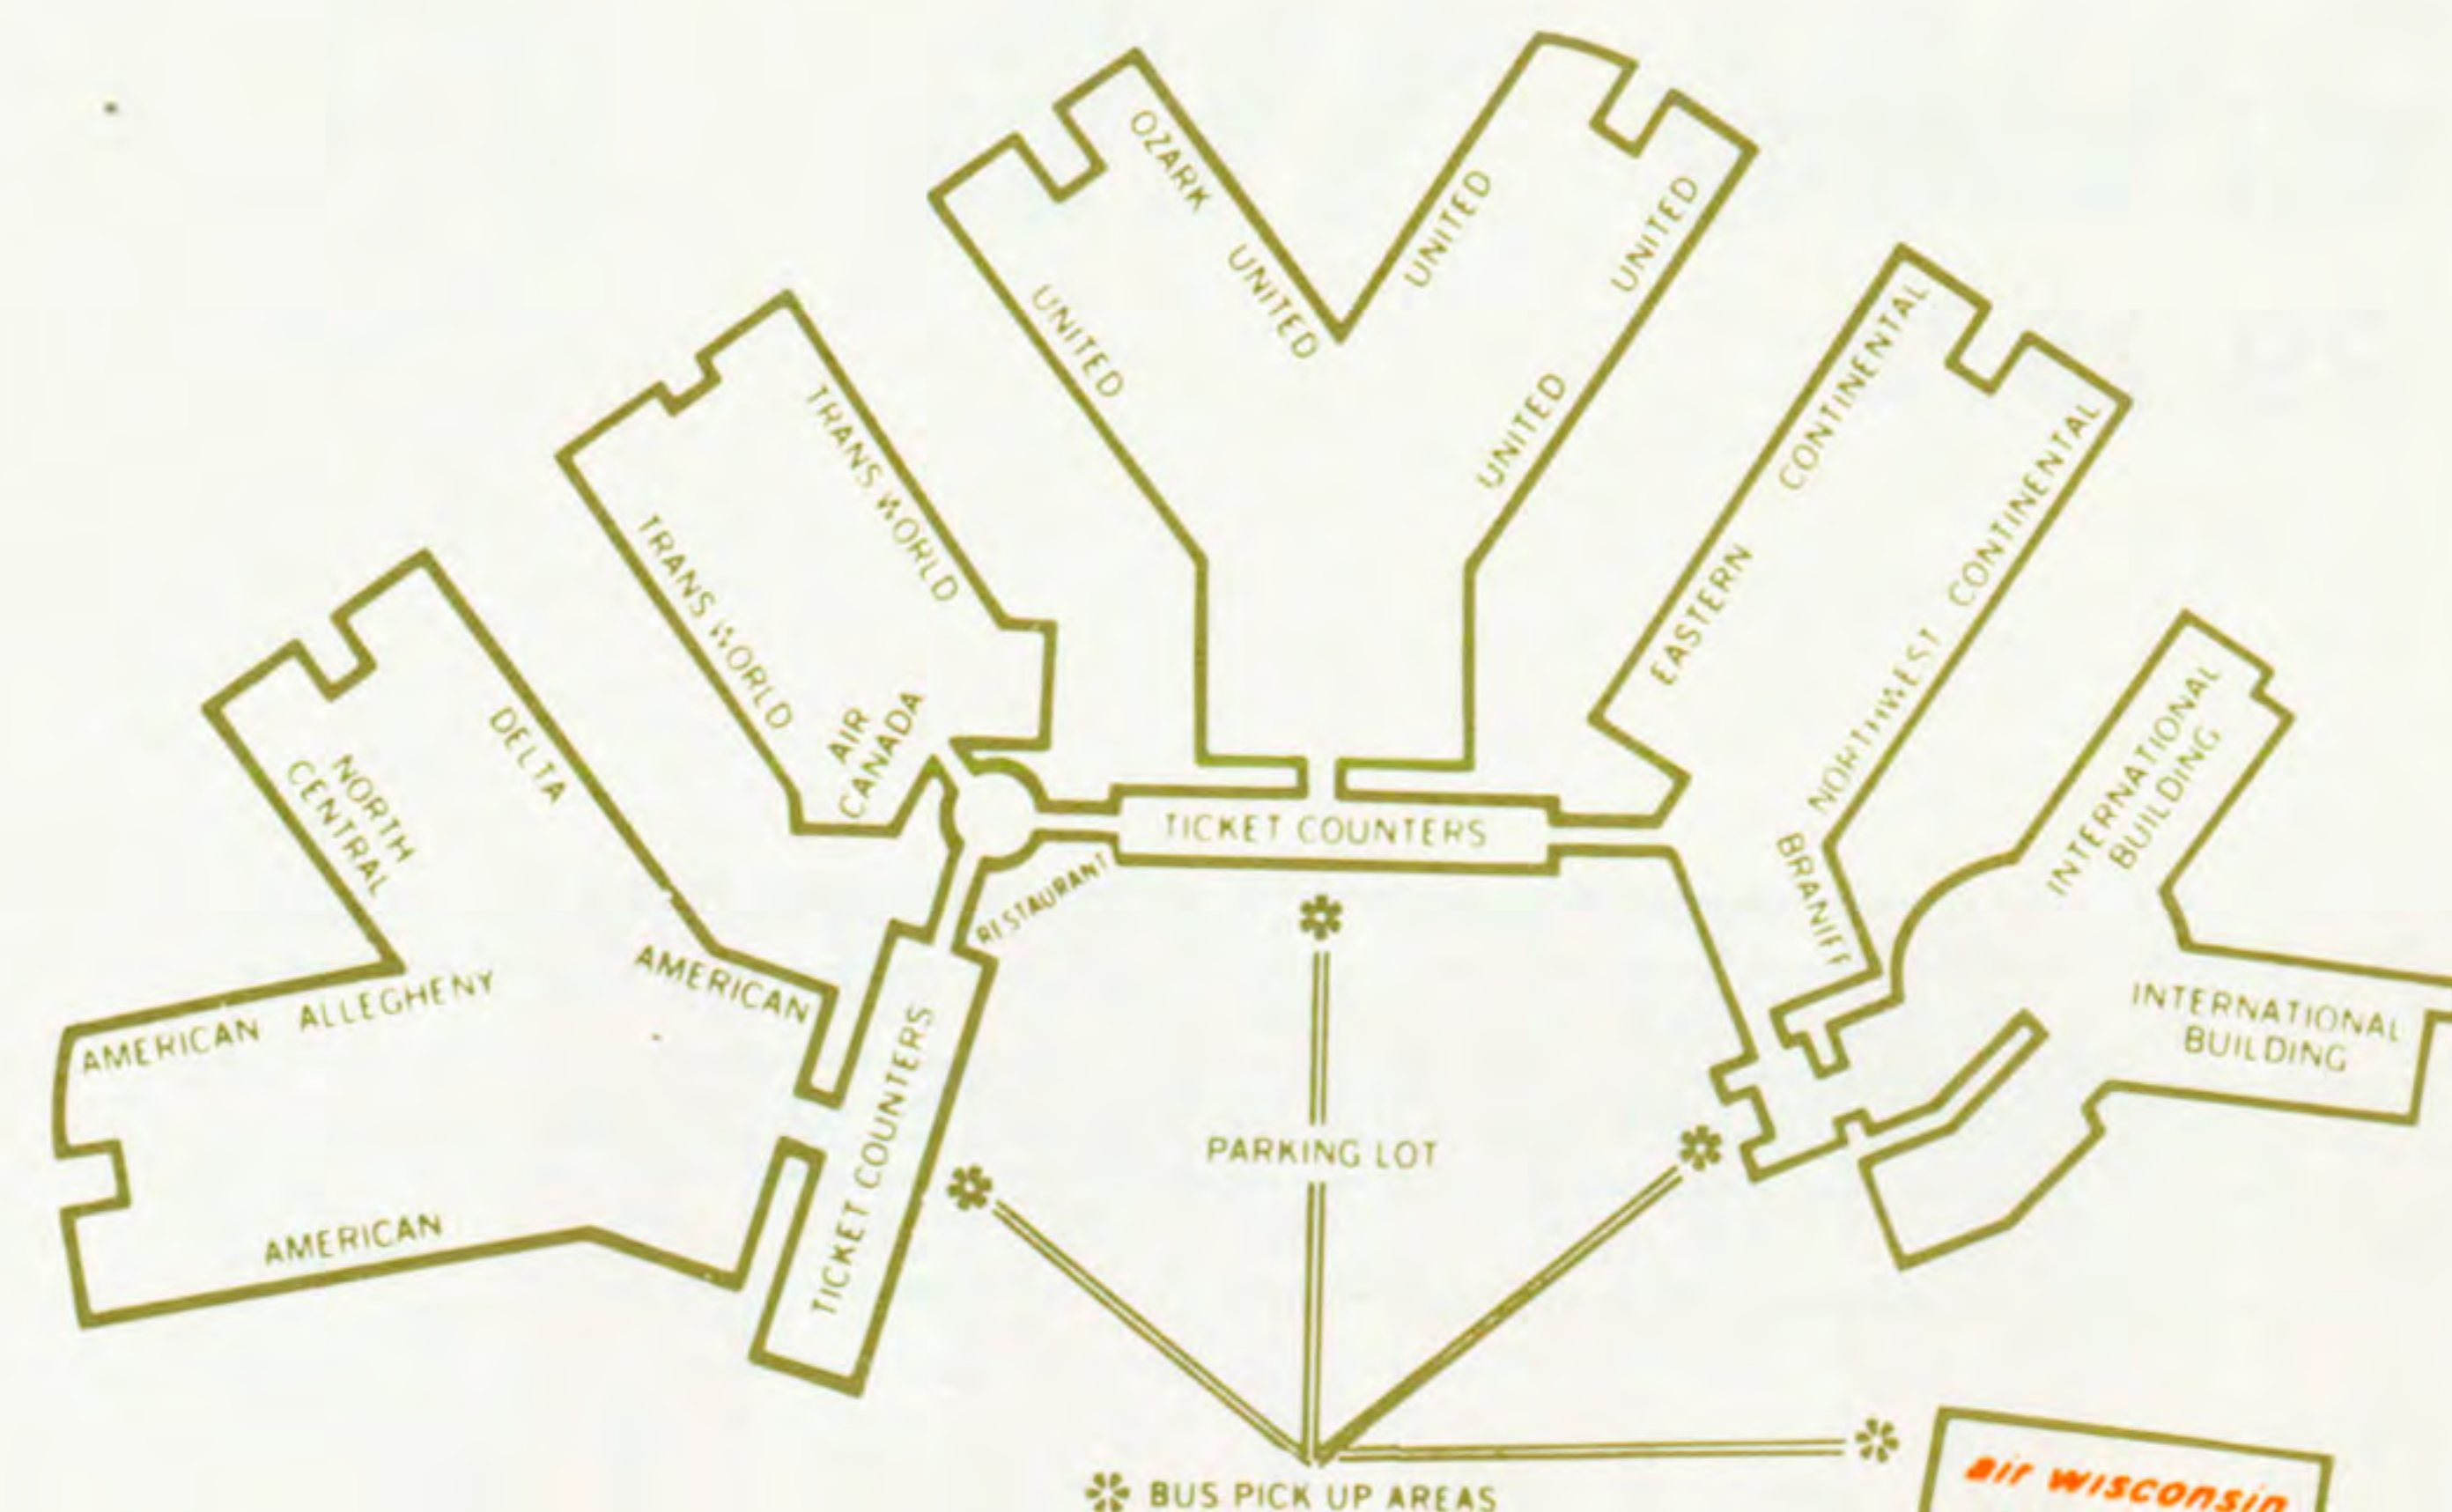 OZARK
UNITED
UNITED
UNITED
UNITED
UNITED
CONTINENTAL
EASTERN
CONTINENTAL
NORTHWEST
BRANIFF
TRANS WORLD
TRANS WORLD
AIR
CANADA
DELTA
NORTH
CENTRAL
AMERICAN
ALLEGHENY
AMERICAN
AMERICAN
TICKET COUNTERS
RESTAURANT
TICKET COUNTERS
INTERNATIONAL
BUILDING
INTERNATIONAL
BUILDING
PARKING LOT
BUS PICK UP AREAS
air wisconsin